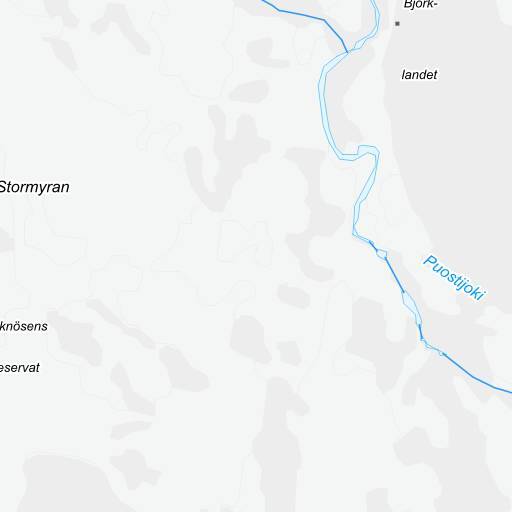 Björk-
landet
Stormyran
Puostijoki
knösens
eservat